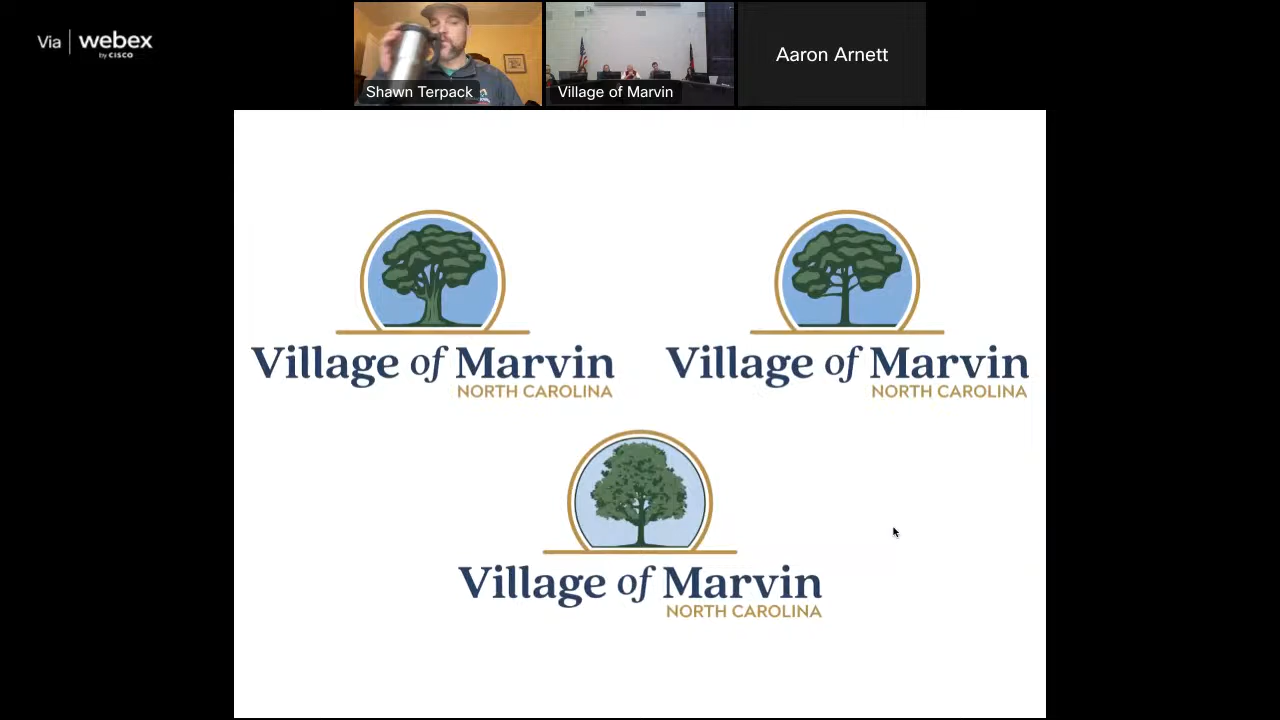 Via webex
by CISCO
Shawn Terpack
Village of Marvin
Aaron Arnett
Village of Marvin
NORTH CAROLINA
Village of Marvin
NORTH CAROLINA
Village of Marvin
NORTH CAROLINA